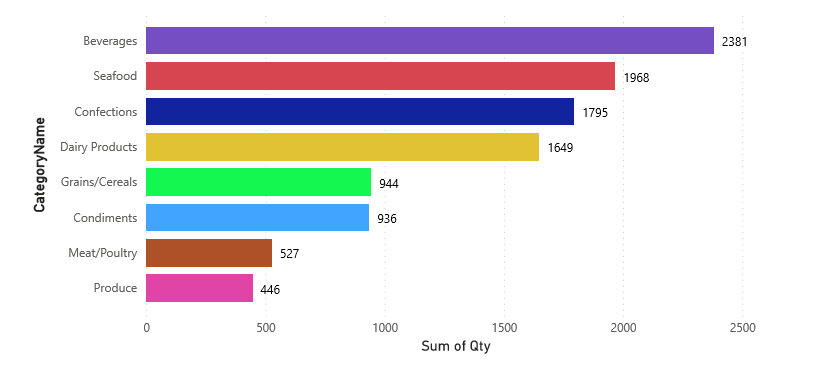 CategoryName
Beverages 2381
Seafood 1968
Confections 1795
Dairy Products 1649
Grains/Cereals 944
Condiments 936
Meat/Poultry 527
Produce 446
0 500 1000 1500 2000 2500
Sum of Qty